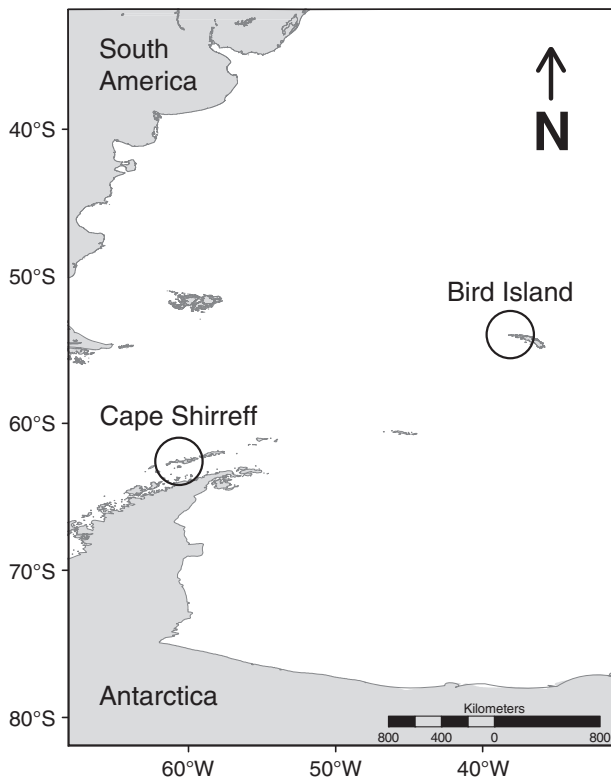 South
America
N
40°S
50°S
Bird Island
Cape Shirreff
60°S
70°S
Antarctica
Kilometers
80°S
800 400 0 800
60°W 50°W 40°W